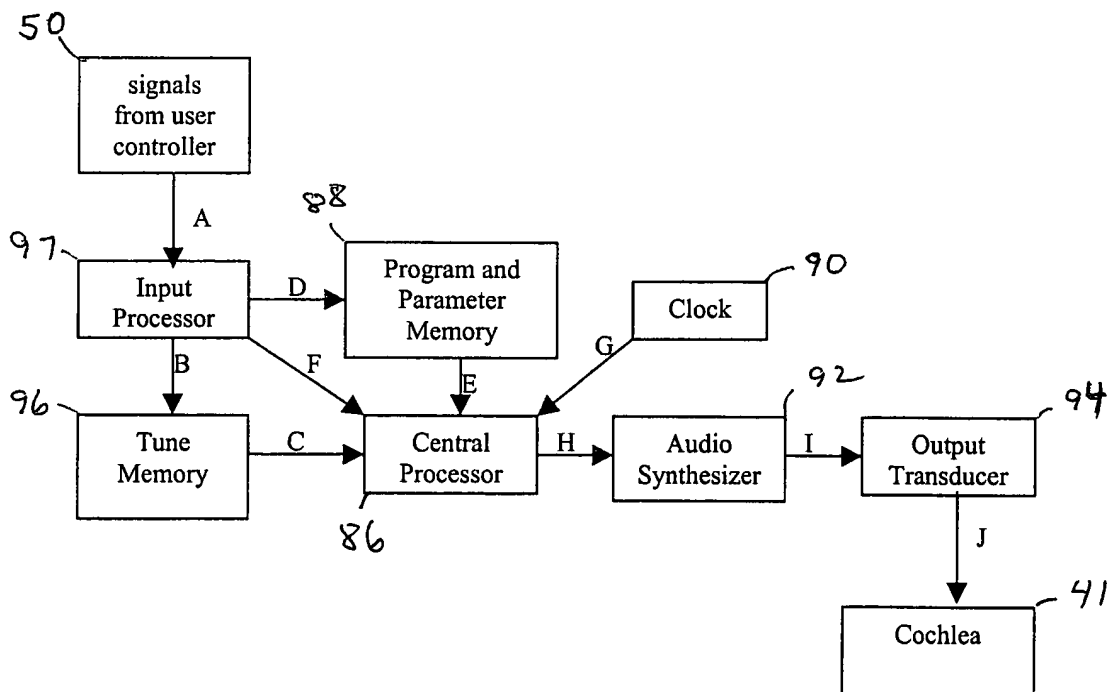 50
signals
from user
controller
A
88
97
Input
Processor
D
Program and
Parameter
Memory
90
Clock
B
F
E
G
96
Tune
Memory
C
Central
Processor
86
H
92
Audio
Synthesizer
I
94
Output
Transducer
J
41
Cochlea